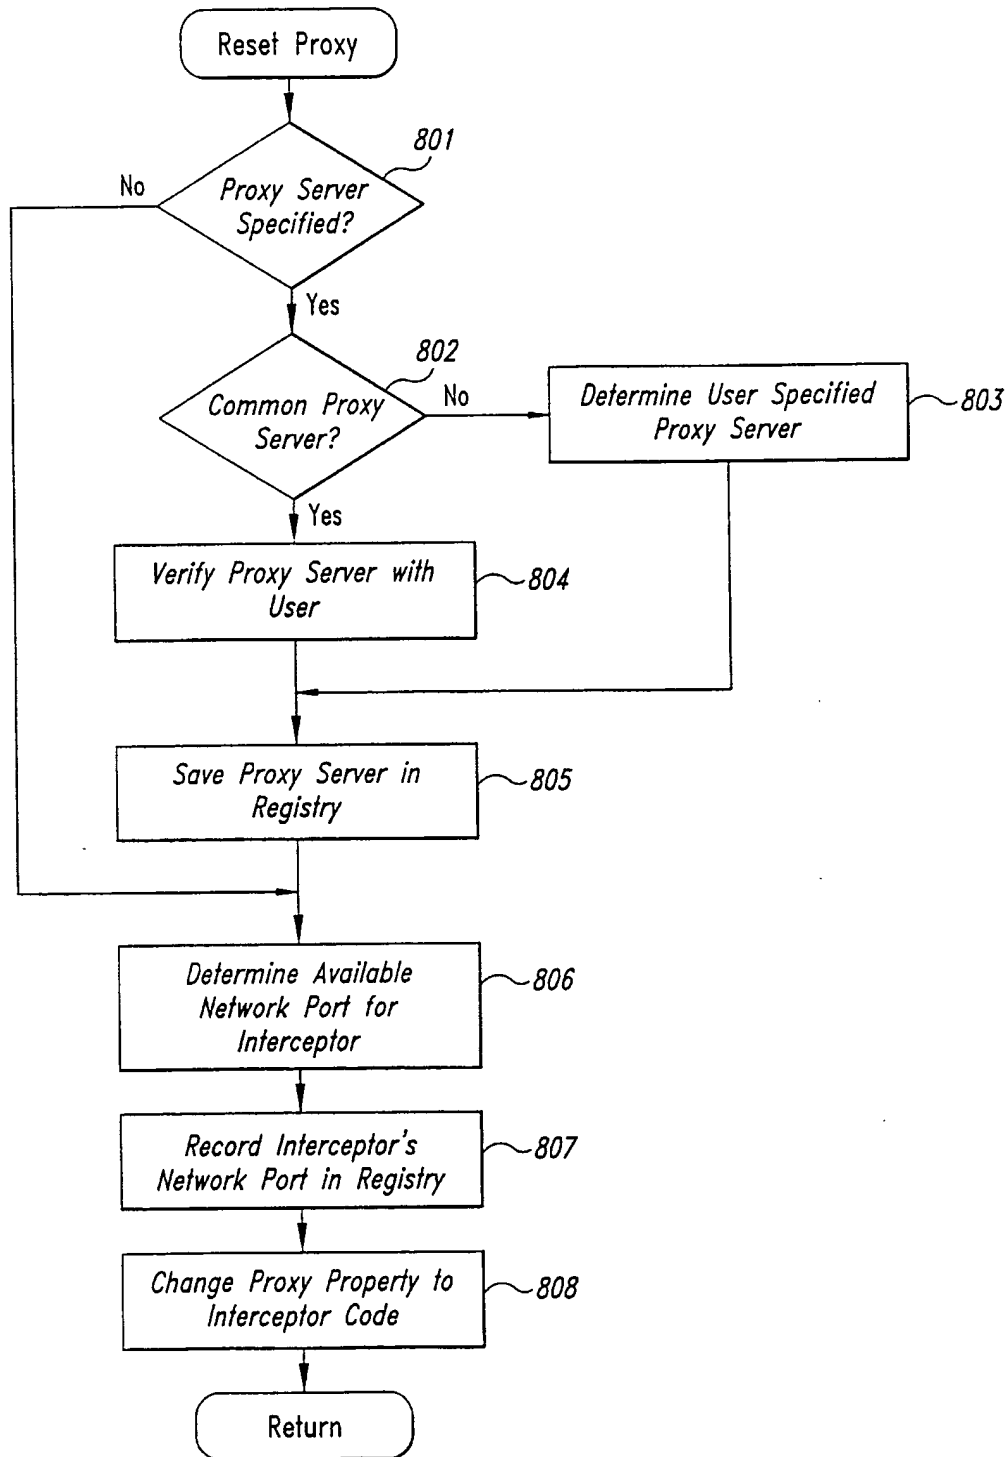 Reset Proxy
801
No
Proxy Server
Specified?
Yes
802
Common Proxy
Server?
No
Determine User Specified
Proxy Server
803
Yes
Verify Proxy Server with
User
804
Save Proxy Server in
Registry
805
Determine Available
Network Port for
Interceptor
806
Record Interceptor's
Network Port in Registry
807
Change Proxy Property to
Interceptor Code
808
Return